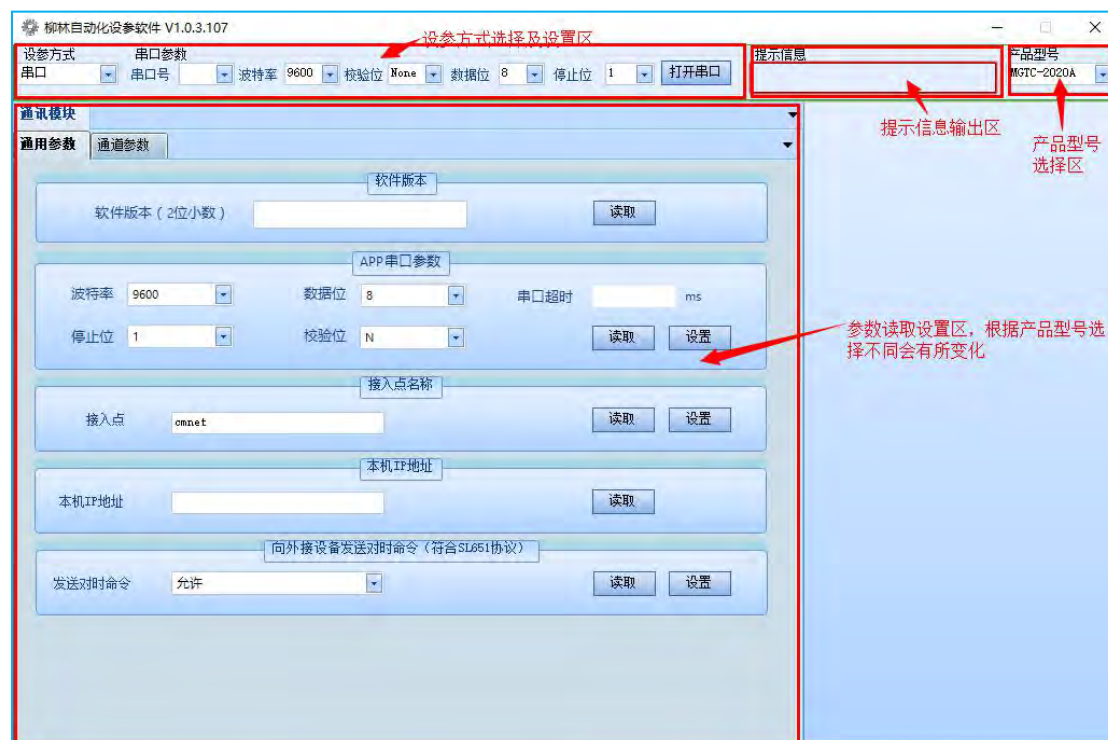 柳林自动化设参软件 V1.0.3.107
设参方式选择及设置区
设参方式 串口参数 提示信息 产品型号
串口 串口号 波特率 9600 校验位 None 数据位 8 停止位 1 打开串口 MGTC-2020A
提示信息输出区
产品型号
选择区
通讯模块
通用参数 通道参数
软件版本
软件版本(2位小数) 读取
APP串口参数
波特率 9600 数据位 8 串口超时 ms
停止位 1 校验位 N 读取 设置
参数读取设置区，根据产品型号选
择不同会有所变化
接入点名称
接入点 cmnet 读取 设置
本机IP地址
本机IP地址 读取
向外接设备发送对时命令(符合SL651协议)
发送对时命令 允许 读取 设置